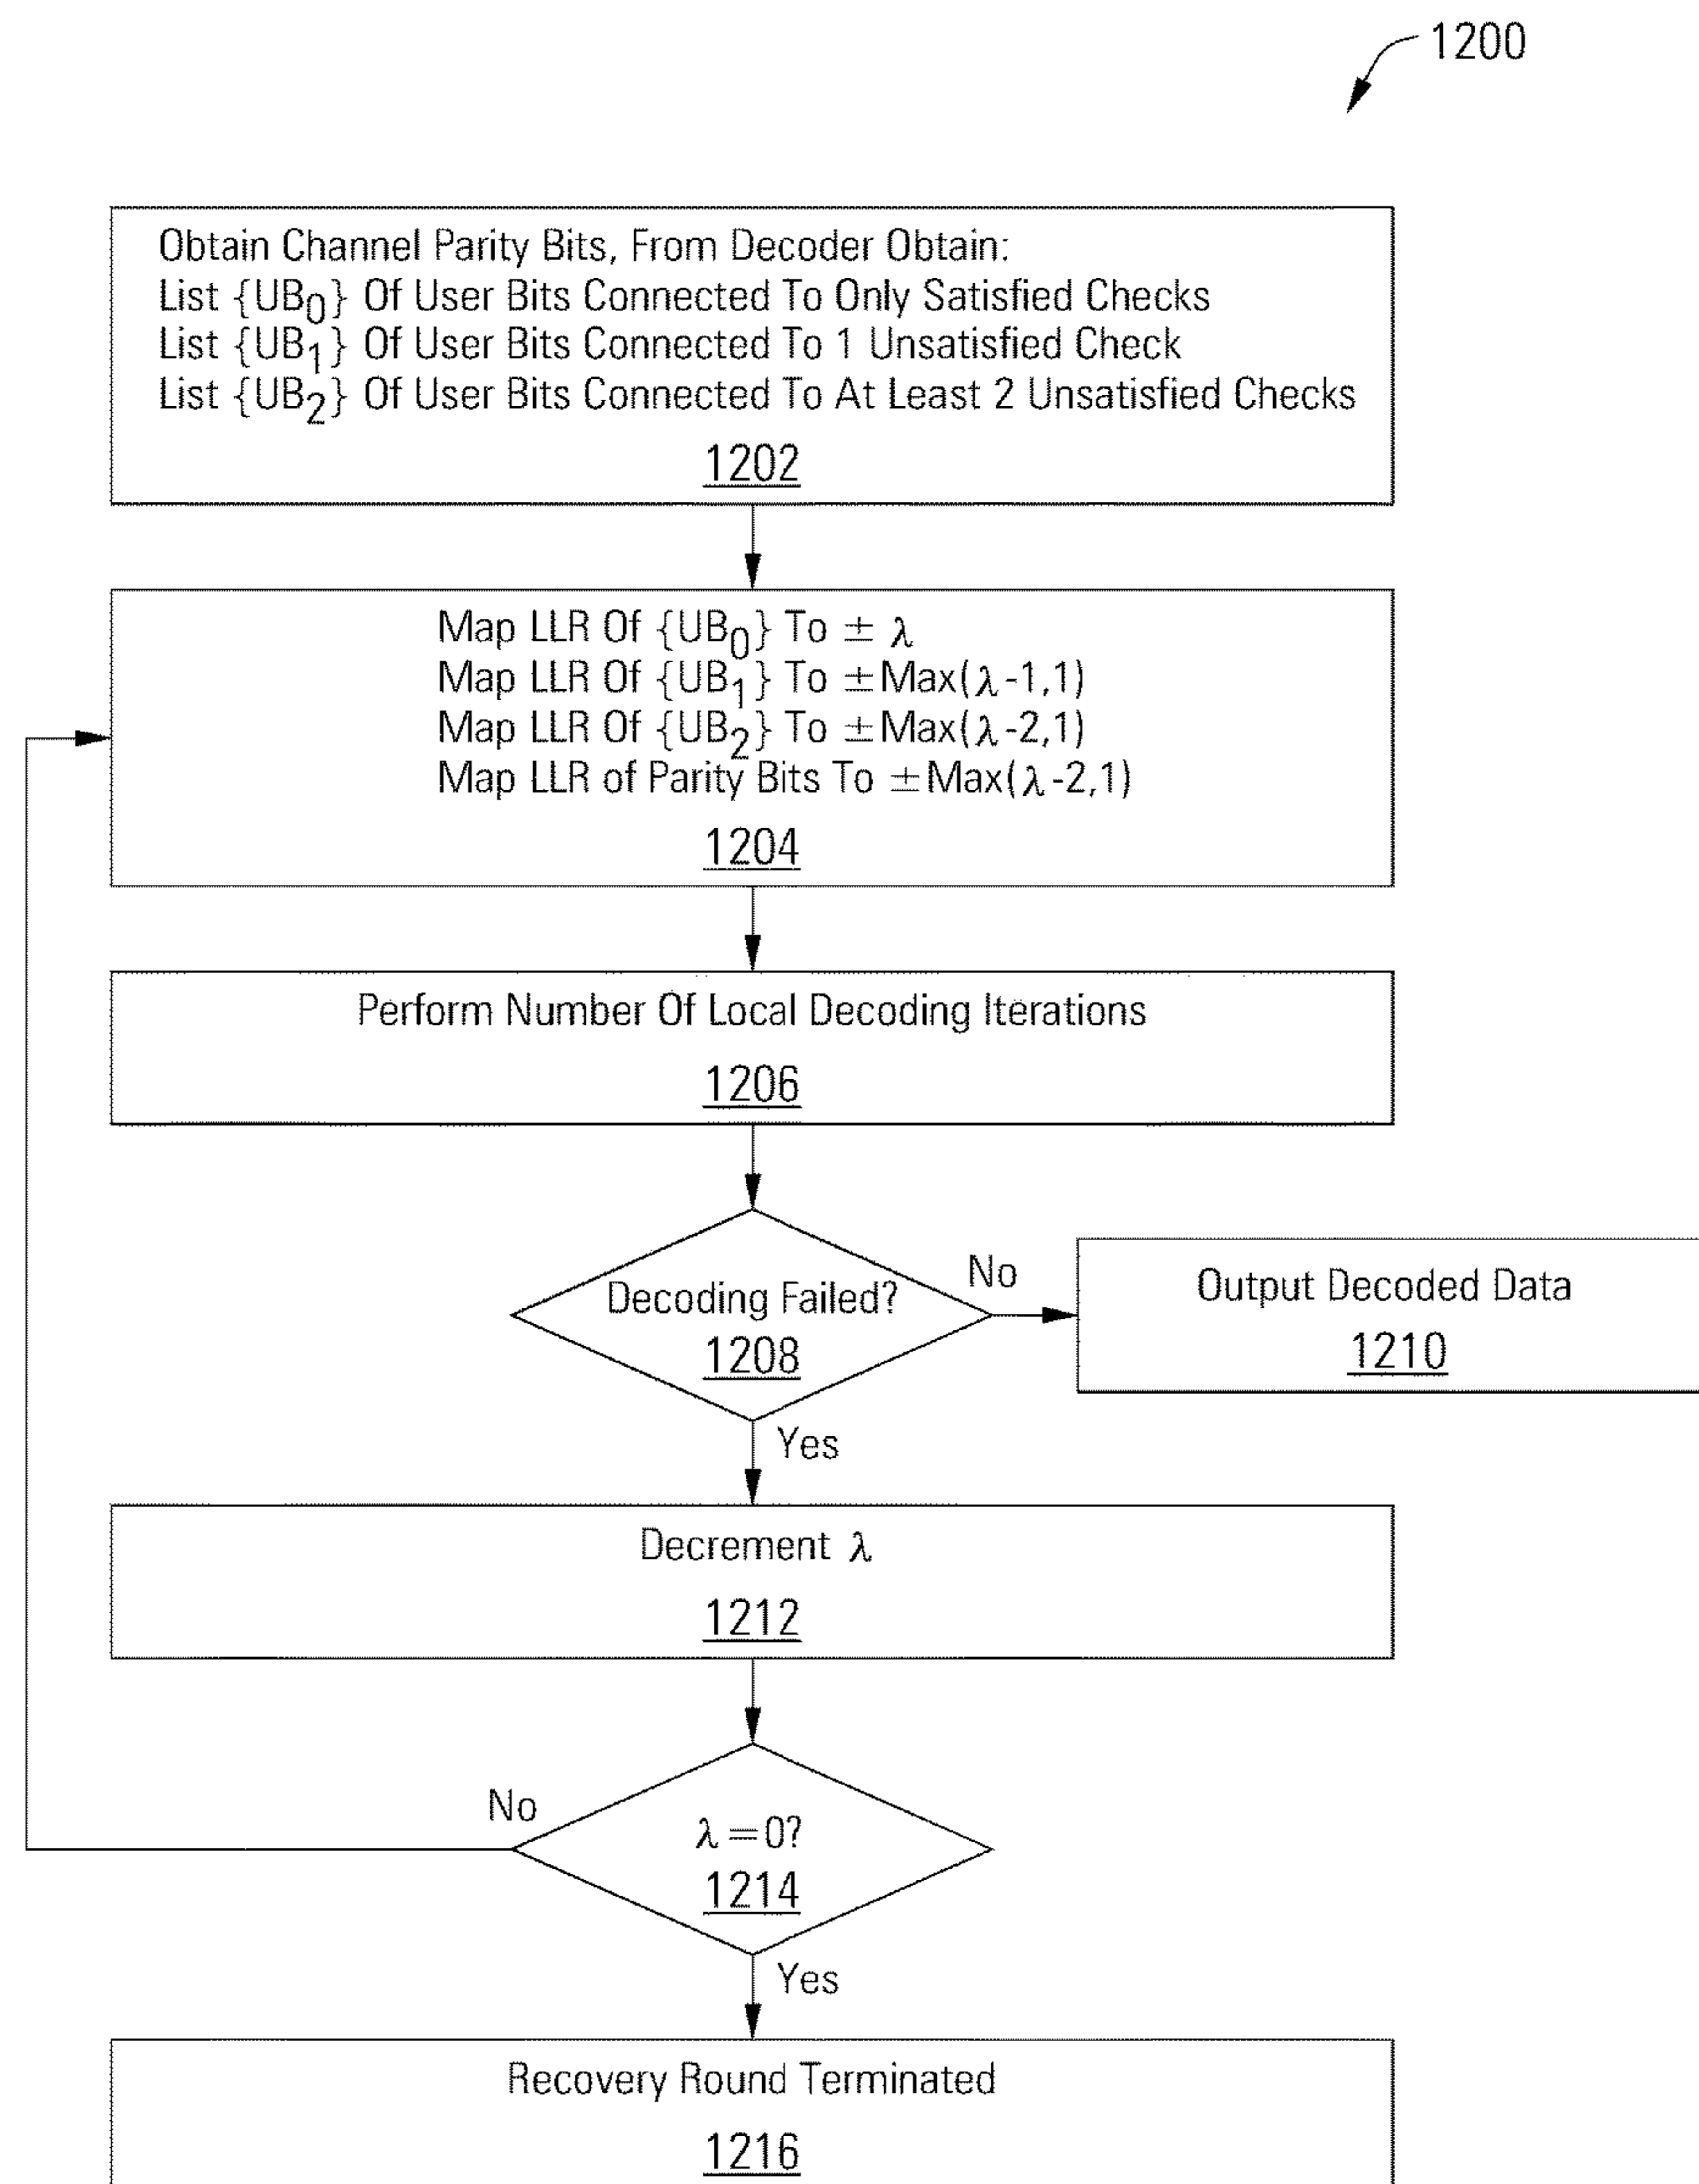 1200
Obtain Channel Parity Bits, From Decoder Obtain:
List {UB0} Of User Bits Connected To Only Satisfied Checks
List {UB1} Of User Bits Connected To 1 Unsatisfied Check
List {UB2} Of User Bits Connected To At Least 2 Unsatisfied Checks
1202
Map LLR Of {UB0} To ± λ
Map LLR Of {UB1} To ±Max(λ-1,1)
Map LLR Of {UB2} To ±Max(λ-2,1)
Map LLR of Parity Bits To ±Max(λ-2,1)
1204
Perform Number Of Local Decoding Iterations
1206
Decoding Failed?
1208
No
Output Decoded Data
1210
Yes
Decrement λ
1212
No
λ=0?
1214
Yes
Recovery Round Terminated
1216